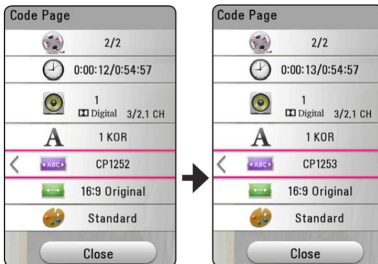 Code Page
2/2
0:00:12/0:54:57
1
Digital 3/2,1 CH
A 1 KOR
ABC CP1252
16:9 Original
Standard
Close
Code Page
2/2
0:00:13/0:54:57
1
Digital 3/2,1 CH
A 1 KOR
ABC CP1253
16:9 Original
Standard
Close